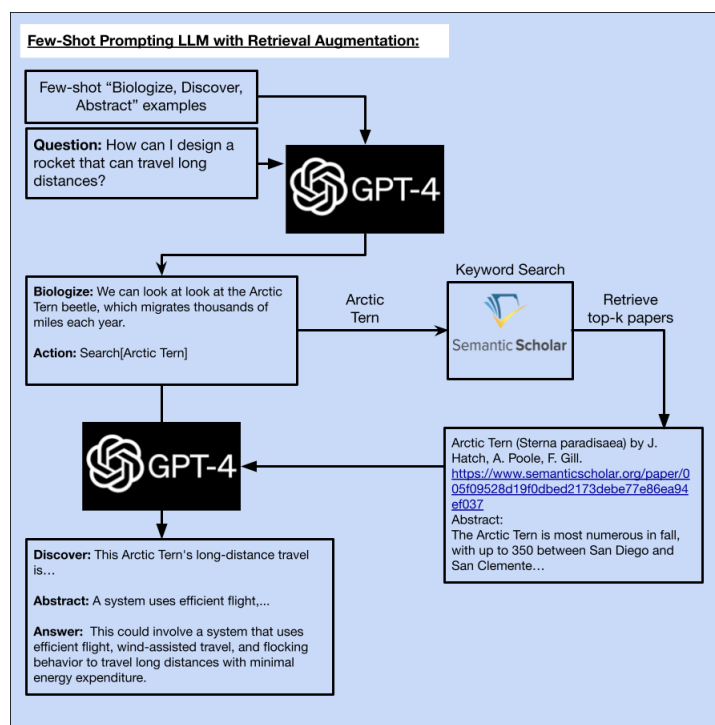 Few-Shot Prompting LLM with Retrieval Augmentation:
Few-shot “Biologize, Discover,
Abstract” examples
Question: How can I design a
rocket that can travel long
distances?
GPT-4
Biologize: We can look at look at the Arctic
Tern beetle, which migrates thousands of
miles each year.
Action: Search[Arctic Tern]
Arctic
Tern
Keyword Search
Semantic Scholar
Retrieve
top-k papers
Arctic Tern (Sterna paradisaea) by J.
Hatch, A. Poole, F. Gill.
https://www.semanticscholar.org/paper/0
05f09528d19f0dbed2173debe77e86ea94
ef037
Abstract:
The Arctic Tern is most numerous in fall,
with up to 350 between San Diego and
San Clemente…
GPT-4
Discover: This Arctic Tern's long-distance travel
is…
Abstract: A system uses efficient flight,...
Answer: This could involve a system that uses
efficient flight, wind-assisted travel, and flocking
behavior to travel long distances with minimal
energy expenditure.